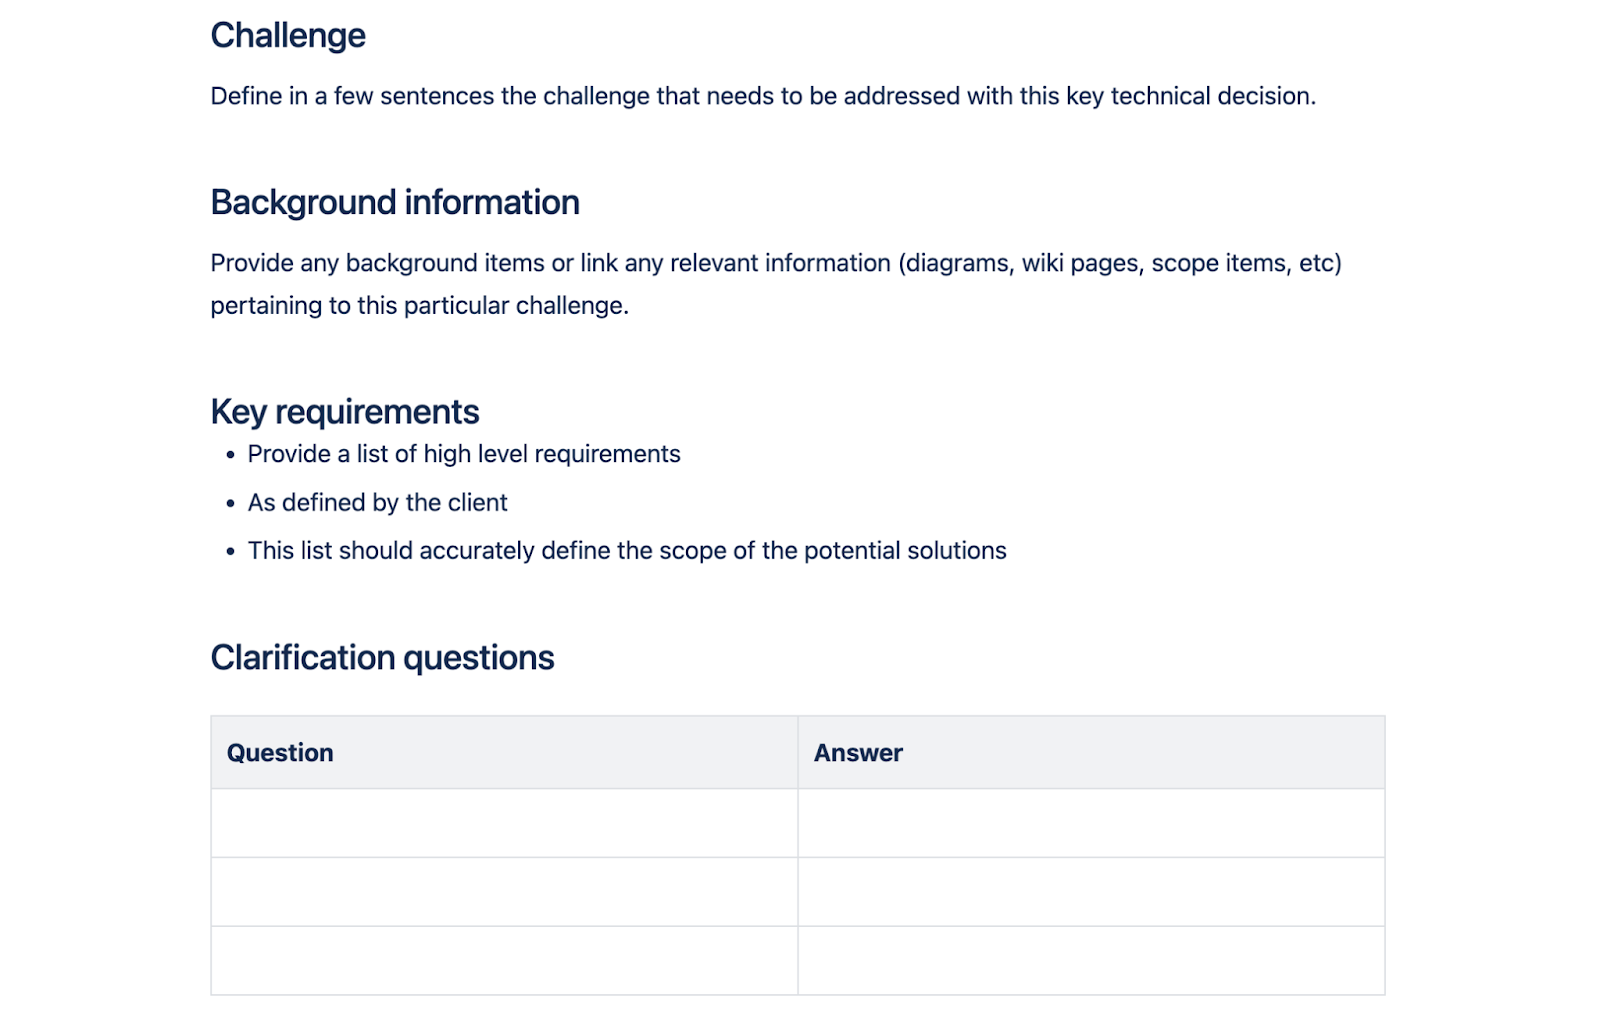 Challenge
Define in a few sentences the challenge that needs to be addressed with this key technical decision.
Background information
Provide any background items or link any relevant information (diagrams, wiki pages, scope items, etc)
pertaining to this particular challenge.
Key requirements
• Provide a list of high level requirements
• As defined by the client
• This list should accurately define the scope of the potential solutions
Clarification questions
Question Answer